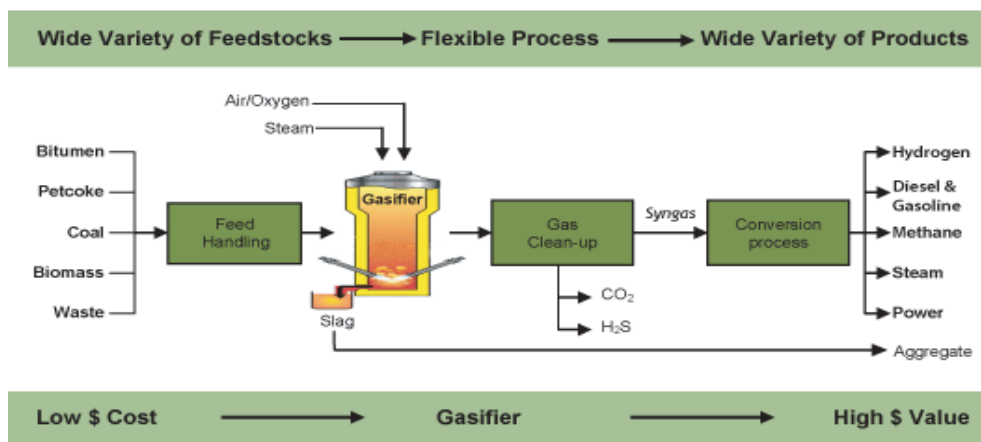 Wide Variety of Feedstocks Flexible Process Wide Variety of Products
Air/Oxygen
Steam
Bitumen
Petcoke
Coal
Biomass
Waste
Feed
Handling
Gasifier
Slag
Gas
Clean-up
CO₂
H₂S
Syngas
Conversion
process
Hydrogen
Diesel &
Gasoline
Methane
Steam
Power
Aggregate
Low $ Cost Gasifier High $ Value